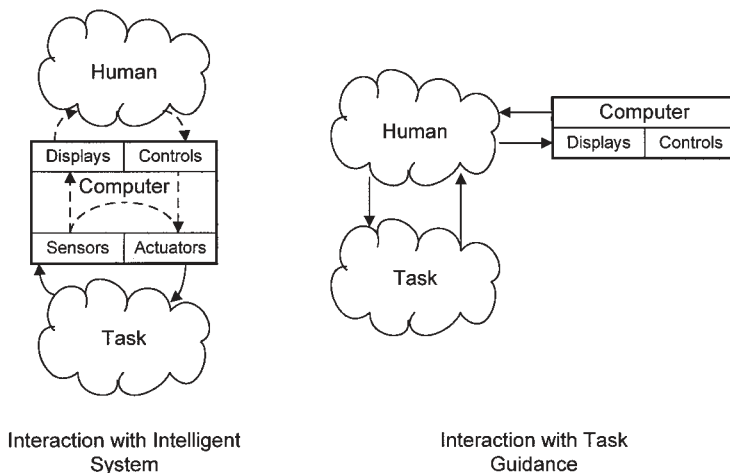 Human
Displays Controls
Computer
Sensors Actuators
Task
Interaction with Intelligent
System
Human
Computer
Displays Controls
Task
Interaction with Task
Guidance